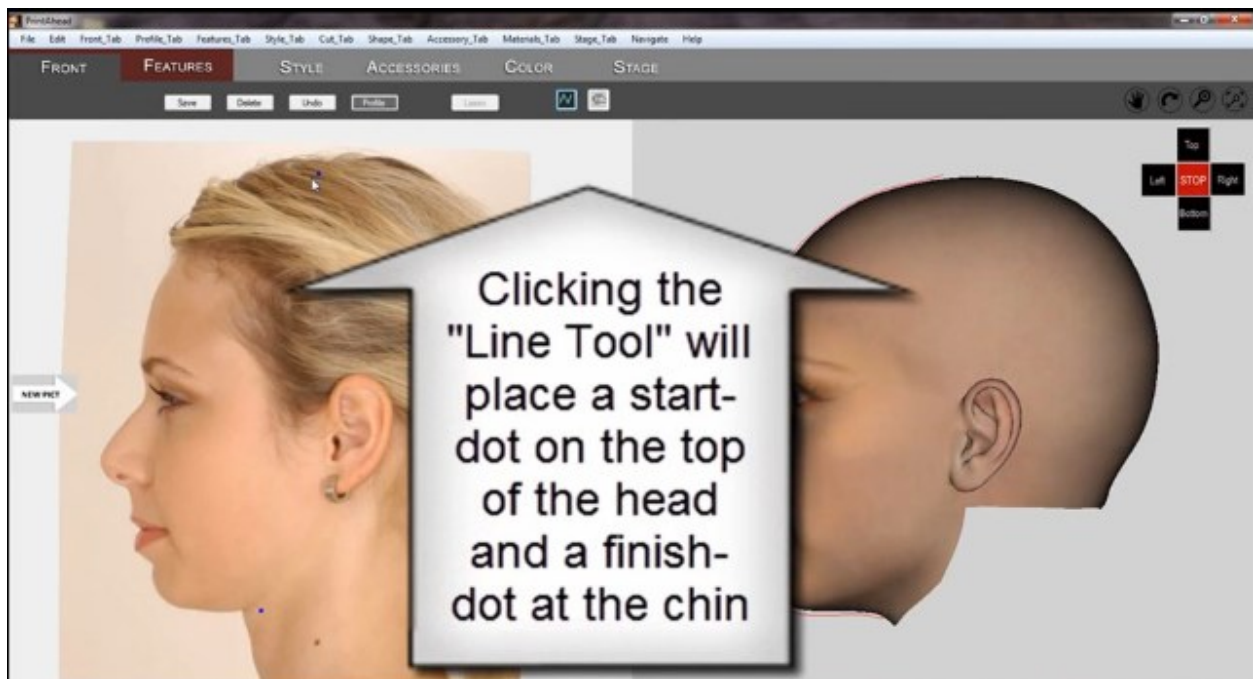 PrintAhead
File Edit Front_Tab Profile_Tab Features_Tab Style_Tab Cut_Tab Shape_Tab Accessory_Tab Materials_Tab Stage_Tab Navigate Help
FRONT FEATURES STYLE ACCESSORIES COLOR STAGE
Save Delete Undo Profile
Top
Left STOP Right
Bottom
NEW PICT
Clicking the
"Line Tool" will
place a start-
dot on the top
of the head
and a finish-
dot at the chin